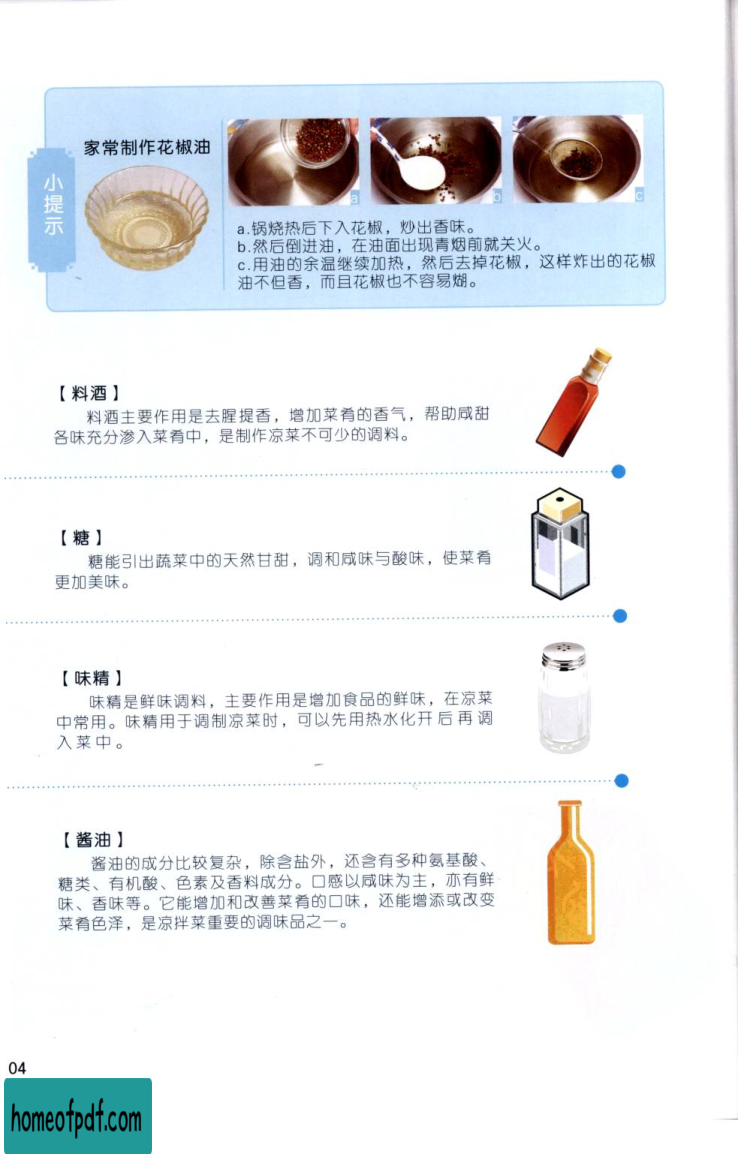 小提示
家常制作花椒油
a
b
c
a.锅烧热后下入花椒，炒出香味。
b.然后倒进油，在油面出现青烟前就关火。
c.用油的余温继续加热，然后去掉花椒，这样炸出的花椒
油不但香，而且花椒也不容易煳。
【料酒】
料酒主要作用是去腥提香，增加菜肴的香气，帮助咸甜
各味充分渗入菜肴中，是制作凉菜不可少的调料。
【糖】
糖能引出蔬菜中的天然甘甜，调和咸味与酸味，使菜肴
更加美味。
【味精】
味精是鲜味调料，主要作用是增加食品的鲜味，在凉菜
中常用。味精用于调制凉菜时，可以先用热水化开后再调
入菜中。
【酱油】
酱油的成分比较复杂，除含盐外，还含有多种氨基酸、
糖类、有机酸、色素及香料成分。口感以咸味为主，亦有鲜
味、香味等。它能增加和改善菜肴的口味，还能增添或改变
菜肴色泽，是凉拌菜重要的调味品之一。
04
homeofpdf.com